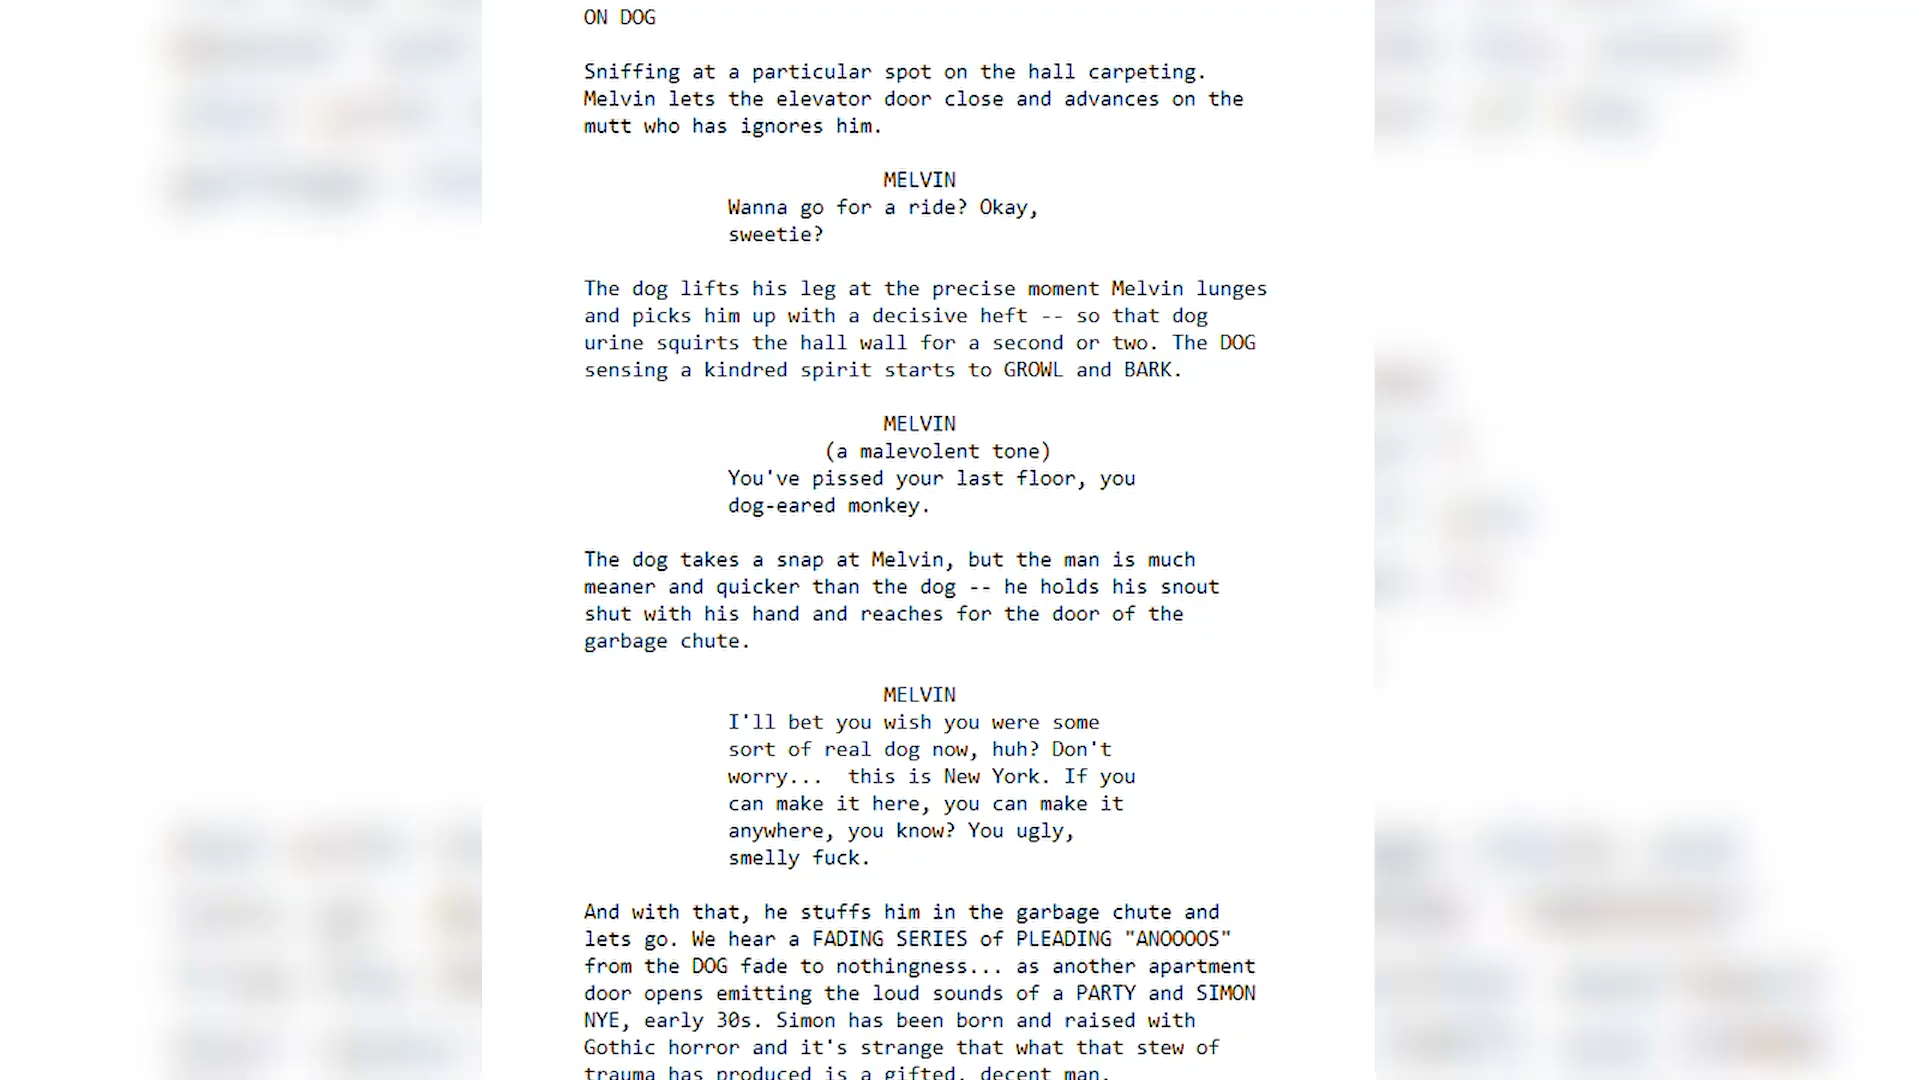 ON DOG
Sniffing at a particular spot on the hall carpeting.
Melvin lets the elevator door close and advances on the
mutt who has ignores him.
MELVIN
Wanna go for a ride? Okay,
sweetie?
The dog lifts his leg at the precise moment Melvin lunges
and picks him up with a decisive heft -- so that dog
urine squirts the hall wall for a second or two. The DOG
sensing a kindred spirit starts to GROWL and BARK.
MELVIN
(a malevolent tone)
You've pissed your last floor, you
dog-eared monkey.
The dog takes a snap at Melvin, but the man is much
meaner and quicker than the dog -- he holds his snout
shut with his hand and reaches for the door of the
garbage chute.
MELVIN
I'll bet you wish you were some
sort of real dog now, huh? Don't
worry...  this is New York. If you
can make it here, you can make it
anywhere, you know? You ugly,
smelly fuck.
And with that, he stuffs him in the garbage chute and
lets go. We hear a FADING SERIES of PLEADING "ANOOOOS"
from the DOG fade to nothingness... as another apartment
door opens emitting the loud sounds of a PARTY and SIMON
NYE, early 30s. Simon has been born and raised with
Gothic horror and it's strange that what that stew of
trauma has produced is a gifted, decent man.